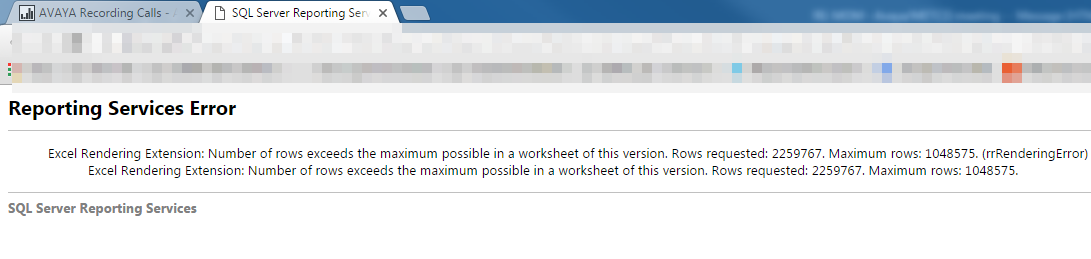 AVAYA Recording Calls -
SQL Server Reporting Ser
Reporting Services Error
Excel Rendering Extension: Number of rows exceeds the maximum possible in a worksheet of this version. Rows requested: 2259767. Maximum rows: 1048575. (rrRenderingError)
Excel Rendering Extension: Number of rows exceeds the maximum possible in a worksheet of this version. Rows requested: 2259767. Maximum rows: 1048575.
SQL Server Reporting Services